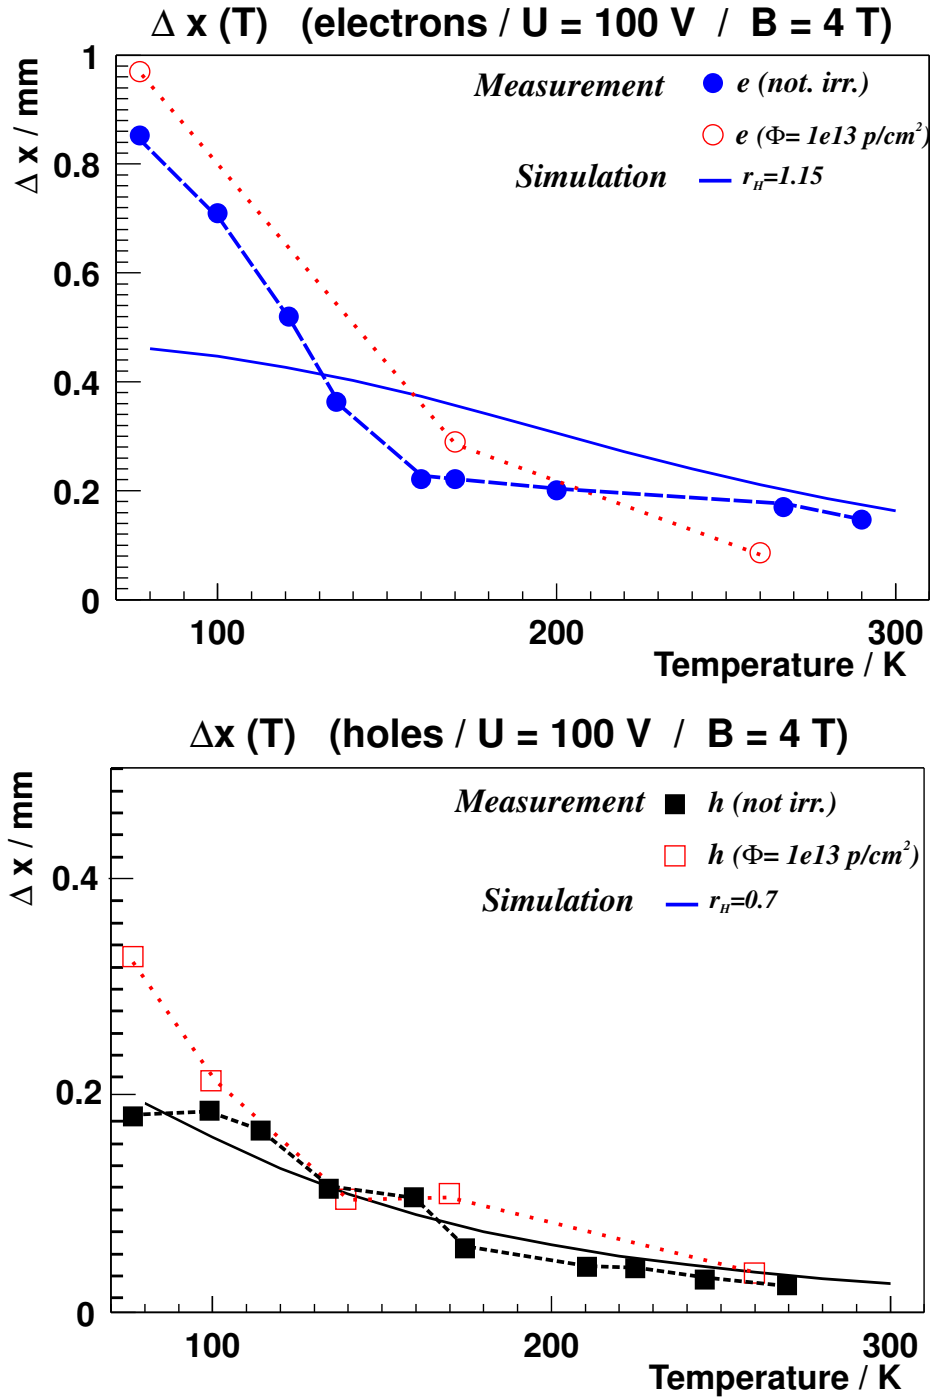 Δ x (T) (electrons / U = 100 V / B = 4 T)
Δ x / mm
1
0.8
0.6
0.4
0.2
0
Measurement e (not. irr.)
e (Φ= 1e13 p/cm²)
Simulation r_H=1.15
100 200 300
Temperature / K
Δx (T) (holes / U = 100 V / B = 4 T)
Δ x / mm
0.4
0.2
0
Measurement h (not irr.)
h (Φ= 1e13 p/cm²)
Simulation r_H=0.7
100 200 300
Temperature / K